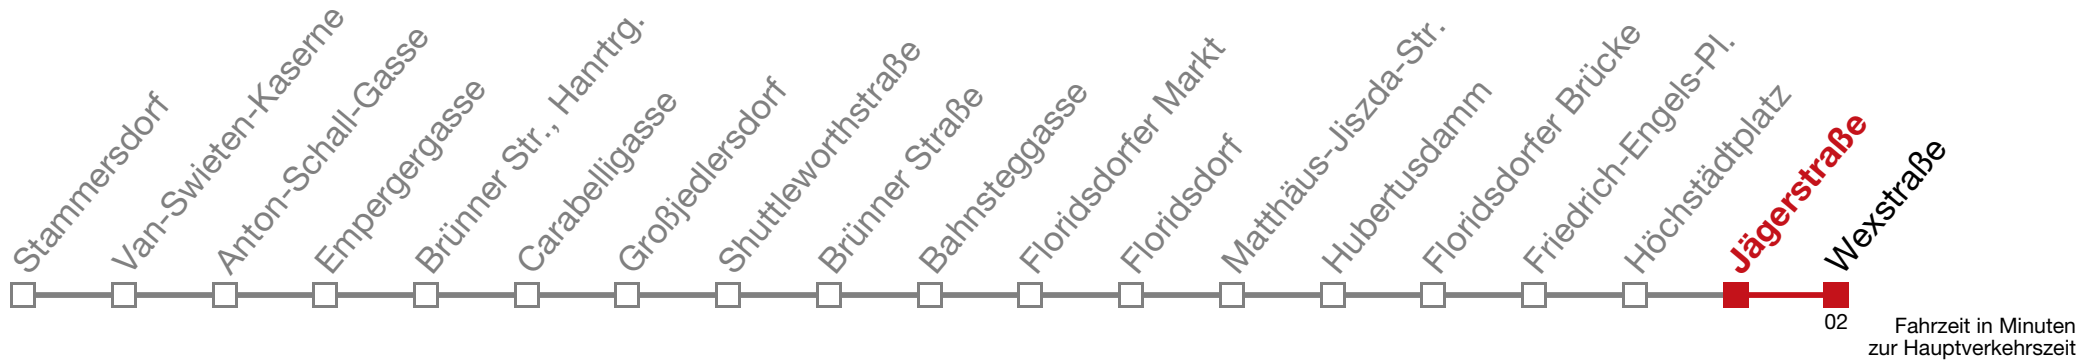 Stammersdorf
Van-Swieten-Kaserne
Anton-Schall-Gasse
Empergergasse
Brünner Str., Hanrtrg.
Carabelligasse
Großjedlersdorf
Shuttleworthstraße
Brünner Straße
Bahnsteggasse
Floridsdorfer Markt
Floridsdorf
Matthäus-Jiszda-Str.
Hubertusdamm
Floridsdorfer Brücke
Friedrich-Engels-Pl.
Höchstädtplatz
Jägerstraße
Wexstraße
02
Fahrzeit in Minuten
zur Hauptverkehrszeit